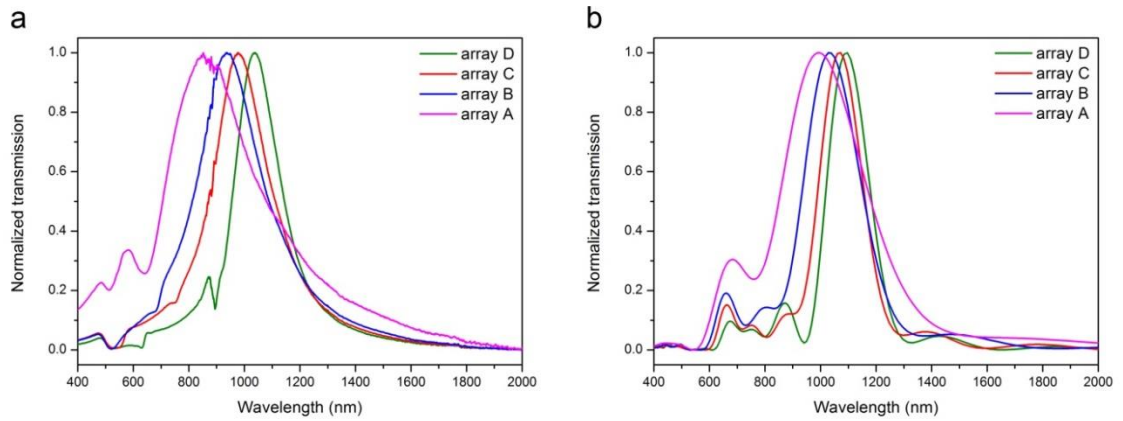 a
Normalized transmission
1.0
0.8
0.6
0.4
0.2
0.0
array D
array C
array B
array A
400 600 800 1000 1200 1400 1600 1800 2000
Wavelength (nm)
b
Normalized transmission
1.0
0.8
0.6
0.4
0.2
0.0
array D
array C
array B
array A
400 600 800 1000 1200 1400 1600 1800 2000
Wavelength (nm)